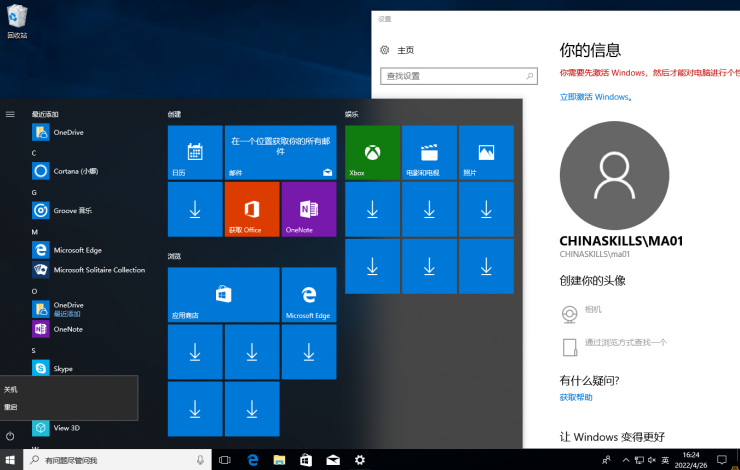 回收站
设置
主页
查找设置
你的信息
你需要先激活 Windows，然后才能对电脑进行个性
立即激活 Windows。
CHINASKILLS\MA01
CHINASKILLS\ma01
创建你的头像
相机
通过浏览方式查找一个
有什么疑问?
获取帮助
让 Windows 变得更好
最近添加
OneDrive
C
Cortana (小娜)
G
Groove 音乐
M
Microsoft Edge
Microsoft Solitaire Collection
O
OneDrive
最近添加
OneNote
S
Skype
View 3D
关机
重启
创建
日历
在一个位置获取你的所有邮
件
邮件
获取 Office
OneNote
浏览
应用商店
Microsoft Edge
娱乐
Xbox
电影和电视
照片
有问题尽管问我
英
16:24
2022/4/26